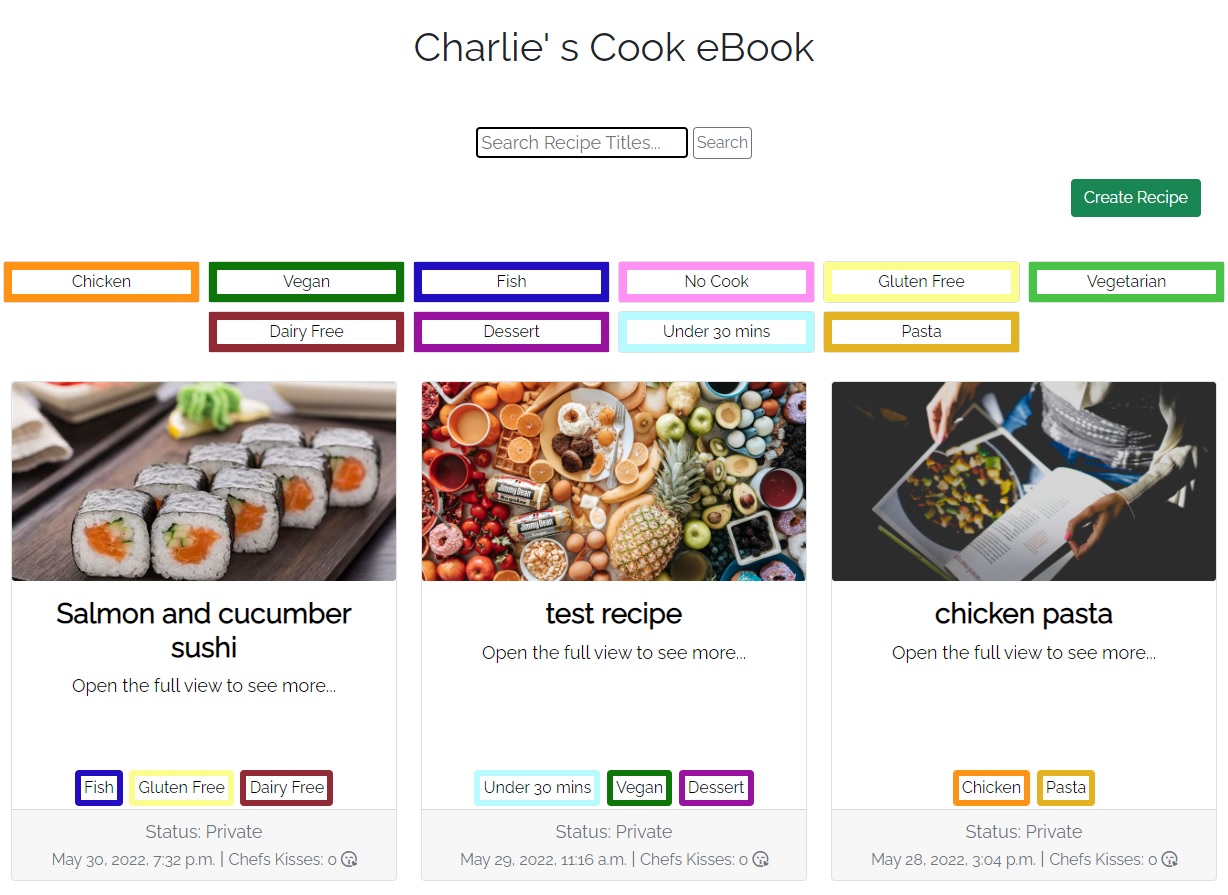 Charlie' s Cook eBook
Search Recipe Titles...
Search
Create Recipe
Chicken
Vegan
Fish
No Cook
Gluten Free
Vegetarian
Dairy Free
Dessert
Under 30 mins
Pasta
Jimmy Dean
Jimmy Dean
Salmon and cucumber
sushi
Open the full view to see more...
Fish
Gluten Free
Dairy Free
Status: Private
May 30, 2022, 7:32 p.m. | Chefs Kisses: 0
test recipe
Open the full view to see more...
Under 30 mins
Vegan
Dessert
Status: Private
May 29, 2022, 11:16 a.m. | Chefs Kisses: 0
chicken pasta
Open the full view to see more...
Chicken
Pasta
Status: Private
May 28, 2022, 3:04 p.m. | Chefs Kisses: 0